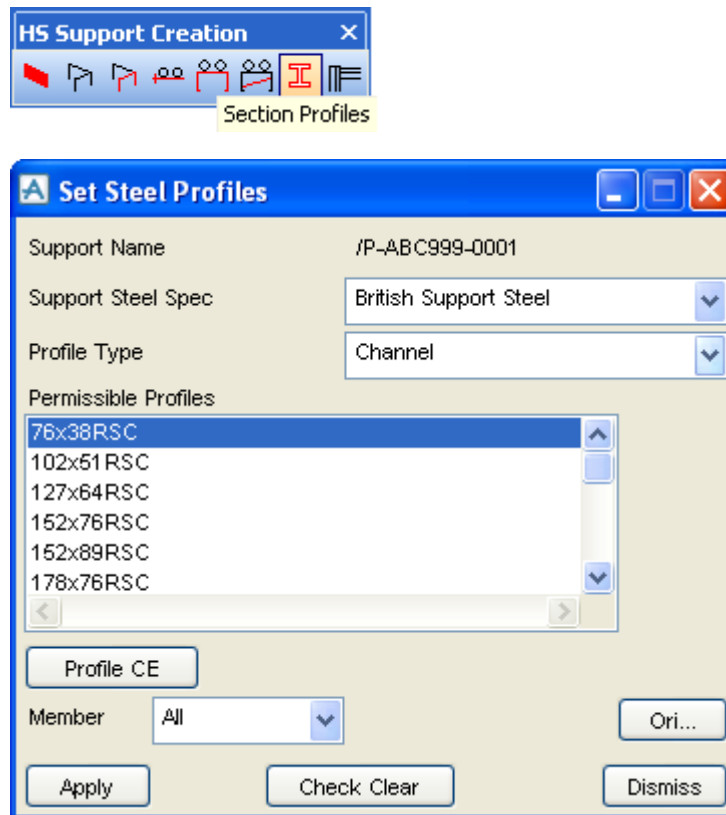 HS Support Creation
Section Profiles
Set Steel Profiles
Support Name /P-ABC999-0001
Support Steel Spec British Support Steel
Profile Type Channel
Permissible Profiles
76x38RSC
102x51RSC
127x64RSC
152x76RSC
152x89RSC
178x76RSC
Profile CE
Member All Ori...
Apply Check Clear Dismiss